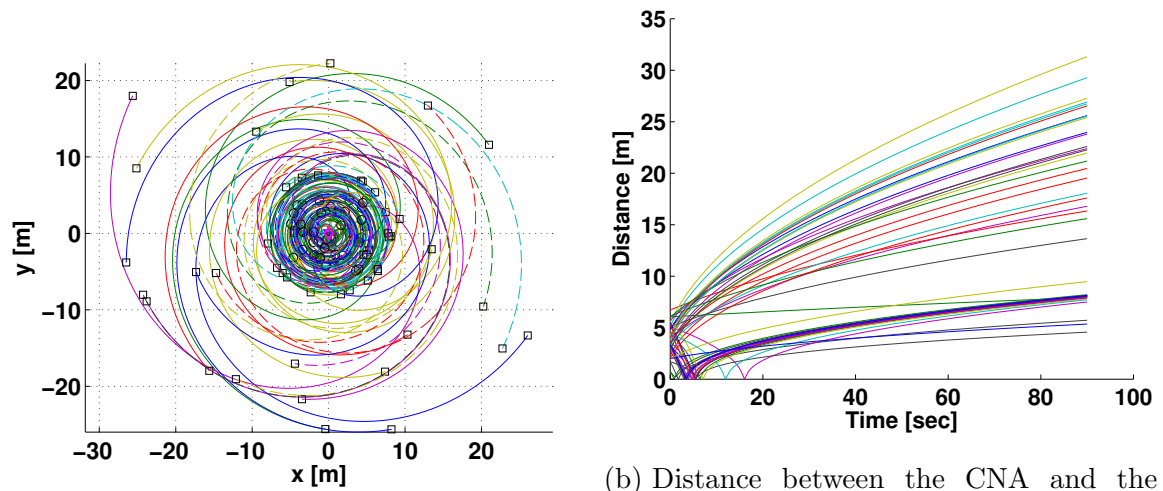 20
10
0
−10
−20
y [m]
−30 −20 −10 0 10 20
x [m]
35
30
25
20
15
10
5
0
Distance [m]
0 20 40 60 80 100
Time [sec]
(b) Distance between the CNA and the